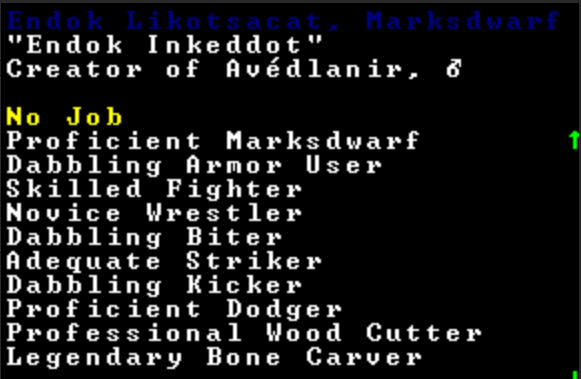 Endok Likotsacat, Marksdwarf
"Endok Inkeddot"
Creator of Avédlanir, ♂
No Job
Proficient Marksdwarf
Dabbling Armor User
Skilled Fighter
Novice Wrestler
Dabbling Biter
Adequate Striker
Dabbling Kicker
Proficient Dodger
Professional Wood Cutter
Legendary Bone Carver